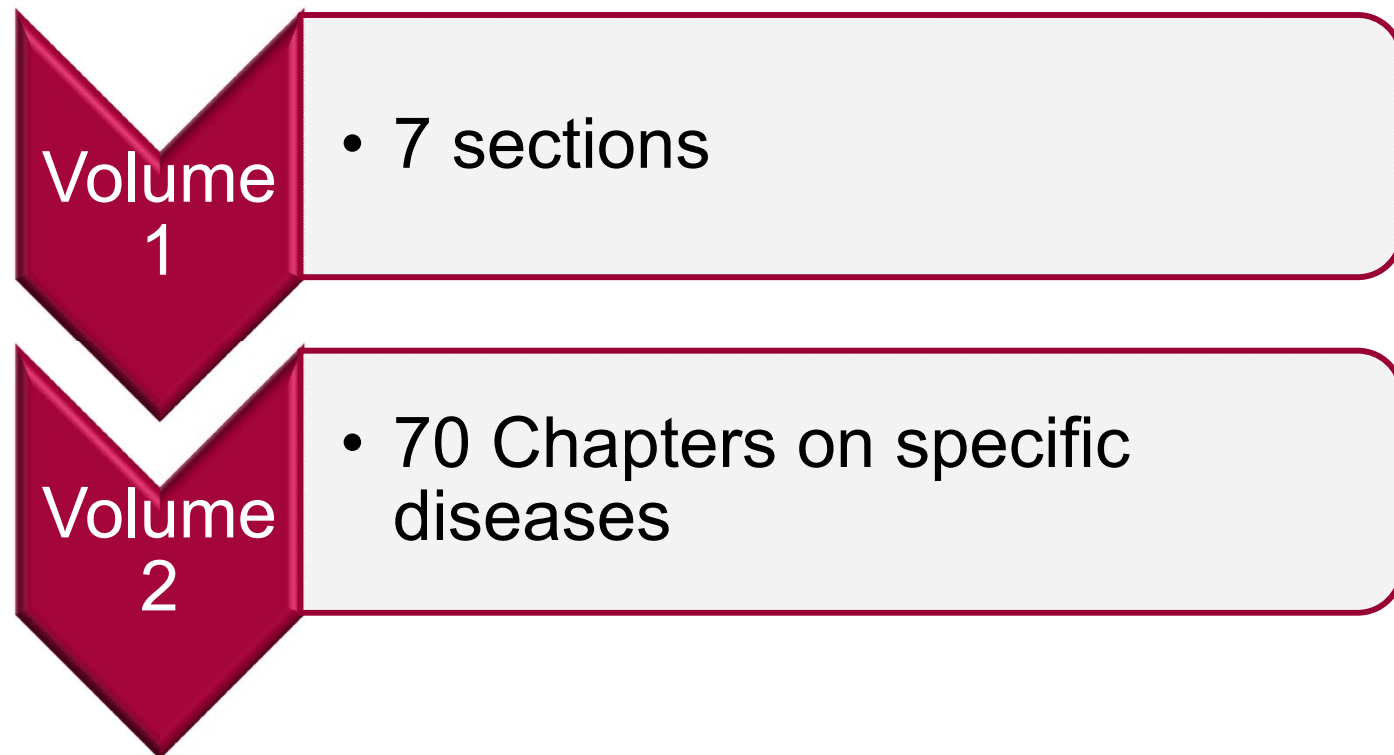 Volume
1
• 7 sections
Volume
2
• 70 Chapters on specific
diseases